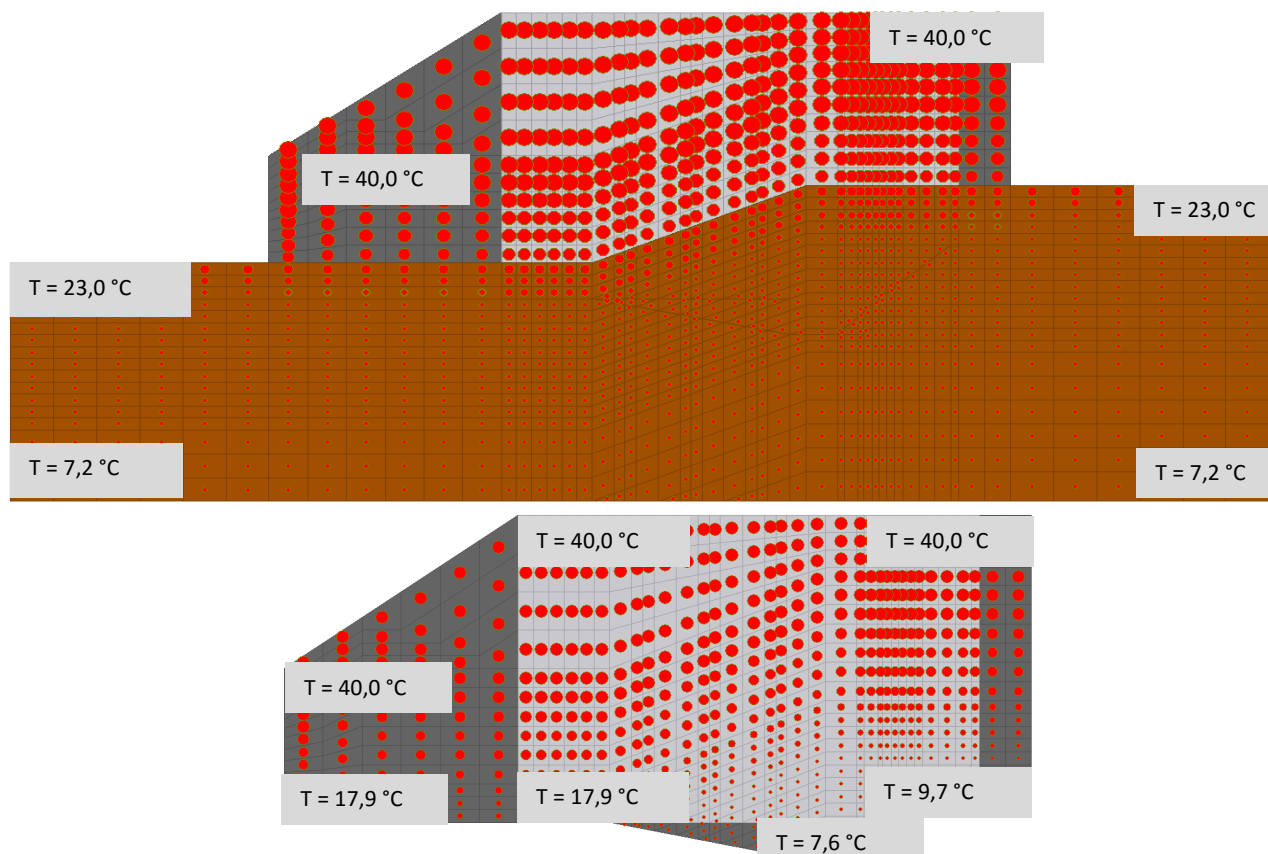 T = 40,0 °C
T = 40,0 °C
T = 23,0 °C
T = 23,0 °C
T = 7,2 °C
T = 7,2 °C
T = 40,0 °C
T = 40,0 °C
T = 40,0 °C
T = 17,9 °C
T = 17,9 °C
T = 9,7 °C
T = 7,6 °C